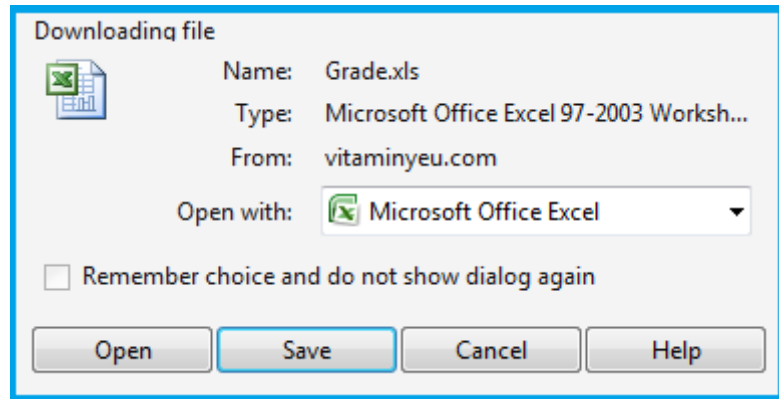 Downloading file
Name: Grade.xls
Type: Microsoft Office Excel 97-2003 Worksh...
From: vitaminyeu.com
Open with: Microsoft Office Excel
Remember choice and do not show dialog again
Open Save Cancel Help